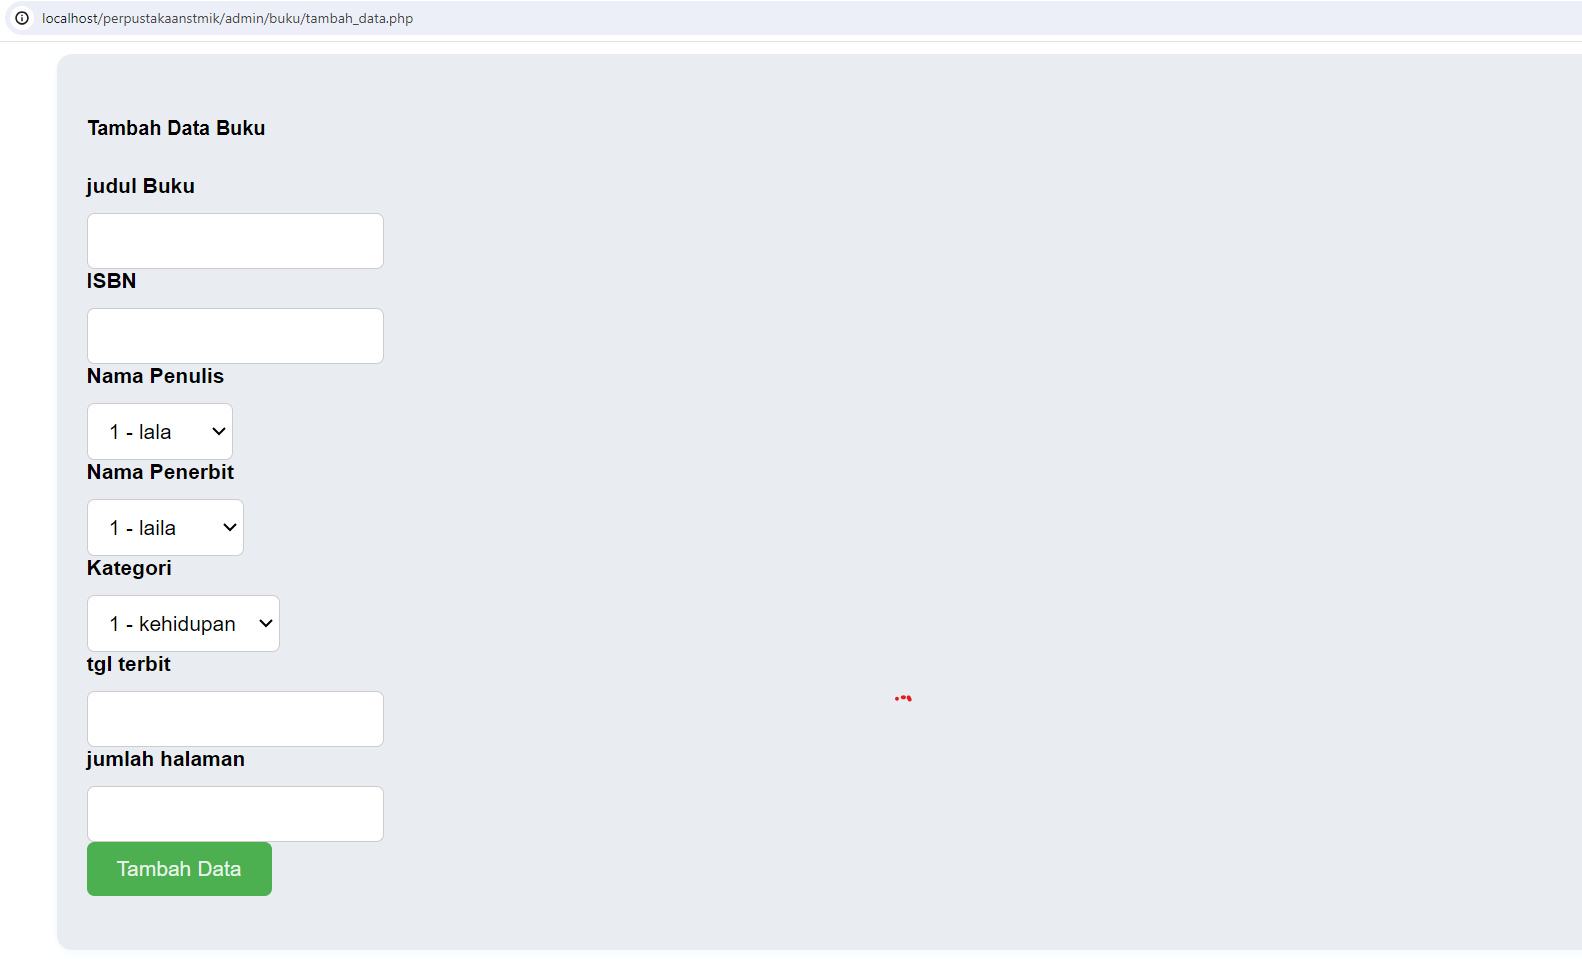 localhost/perpustakaanstmik/admin/buku/tambah_data.php
Tambah Data Buku
judul Buku
ISBN
Nama Penulis
1 - lala
Nama Penerbit
1 - laila
Kategori
1 - kehidupan
tgl terbit
jumlah halaman
Tambah Data